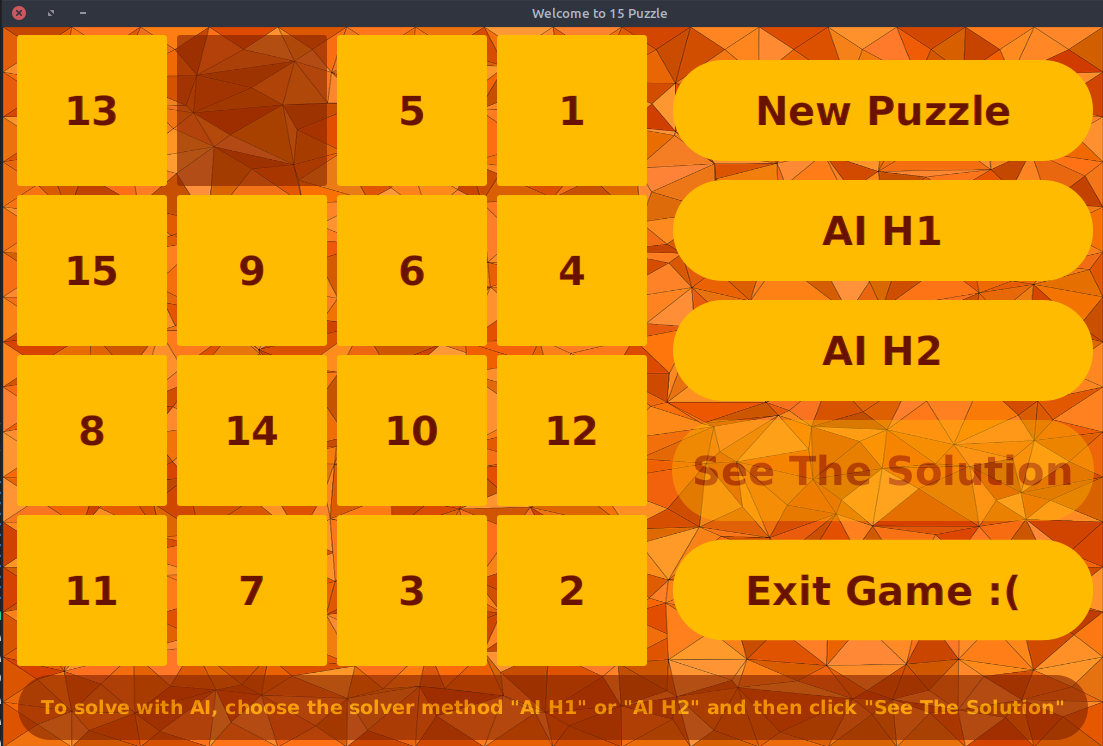 Welcome to 15 Puzzle
13 5 1
New Puzzle
15 9 6 4
AI H1
AI H2
8 14 10 12
See The Solution
11 7 3 2
Exit Game :(
To solve with AI, choose the solver method "AI H1" or "AI H2" and then click "See The Solution"